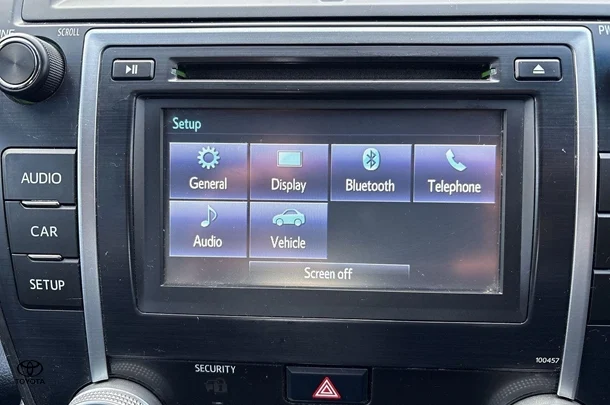 SCROLL
Setup
General
Display
Bluetooth
Telephone
Audio
Vehicle
Screen off
AUDIO
CAR
SETUP
100457
SECURITY
TOYOTA